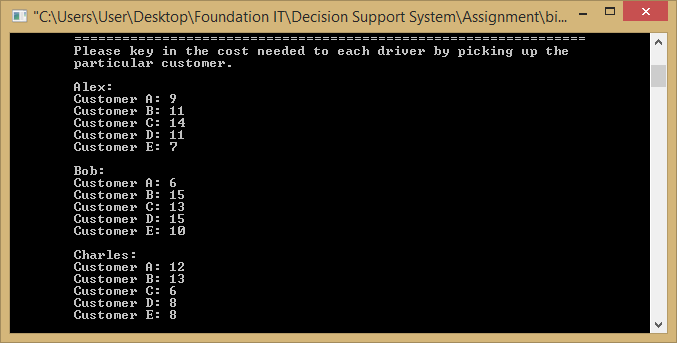 "C:\Users\User\Desktop\Foundation IT\Decision Support System\Assignment\bi...
================================================================
Please key in the cost needed to each driver by picking up the
particular customer.
Alex:
Customer A: 9
Customer B: 11
Customer C: 14
Customer D: 11
Customer E: 7
Bob:
Customer A: 6
Customer B: 15
Customer C: 13
Customer D: 15
Customer E: 10
Charles:
Customer A: 12
Customer B: 13
Customer C: 6
Customer D: 8
Customer E: 8